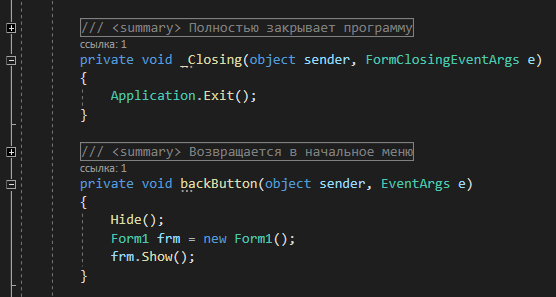 /// <summary> Полностью закрывает программу
ссылка: 1
private void _Closing(object sender, FormClosingEventArgs e)
{
Application.Exit();
}
/// <summary> Возвращается в начальное меню
ссылка: 1
private void backButton(object sender, EventArgs e)
{
Hide();
Form1 frm = new Form1();
frm.Show();
}